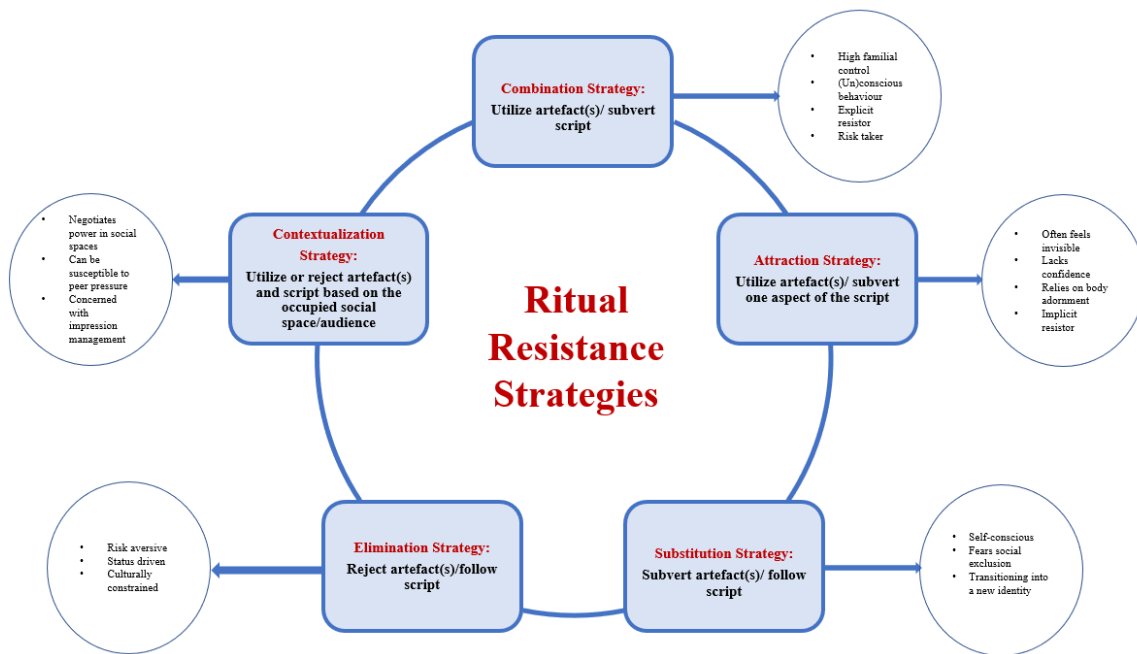 Combination Strategy:
Utilize artefact(s)/ subvert
script
• High familial
control
• (Un)conscious
behaviour
• Explicit
resistor
• Risk taker
Attraction Strategy:
Utilize artefact(s)/ subvert
one aspect of the script
• Often feels
invisible
• Lacks
confidence
• Relies on body
adornment
• Implicit
resistor
Substitution Strategy:
Subvert artefact(s)/ follow
script
• Self-conscious
• Fears social
exclusion
• Transitioning into
a new identity
Elimination Strategy:
Reject artefact(s)/follow
script
• Risk aversive
• Status driven
• Culturally
constrained
Contextualization
Strategy:
Utilize or reject artefact(s)
and script based on the
occupied social
space/audience
• Negotiates
power in social
spaces
• Can be
susceptible to
peer pressure
• Concerned
with
impression
management
Ritual
Resistance
Strategies